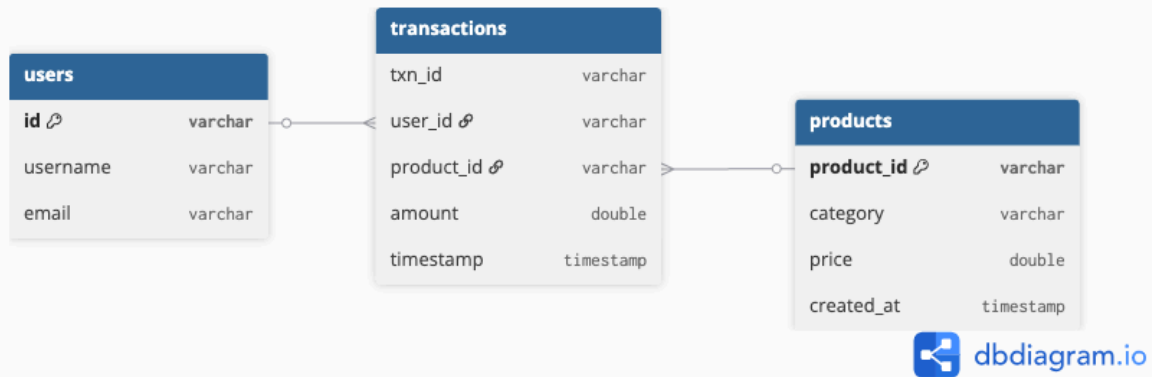 users
id varchar
username varchar
email varchar
transactions
txn_id varchar
user_id varchar
product_id varchar
amount double
timestamp timestamp
products
product_id varchar
category varchar
price double
created_at timestamp
dbdiagram.io